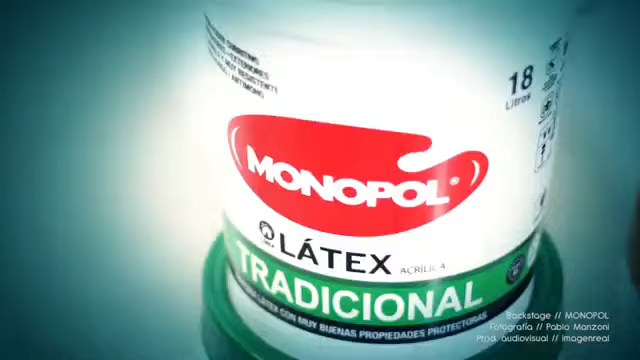 18
Litros
MONOPOL®
LÁTEX ACRÍLICA
TRADICIONAL
LÁTEX CON MUY BUENAS PROPIEDADES PROTECTORAS
Backstage // MONOPOL
Fotografía // Pablo Manzoni
Prod. audiovisual // imagenreal